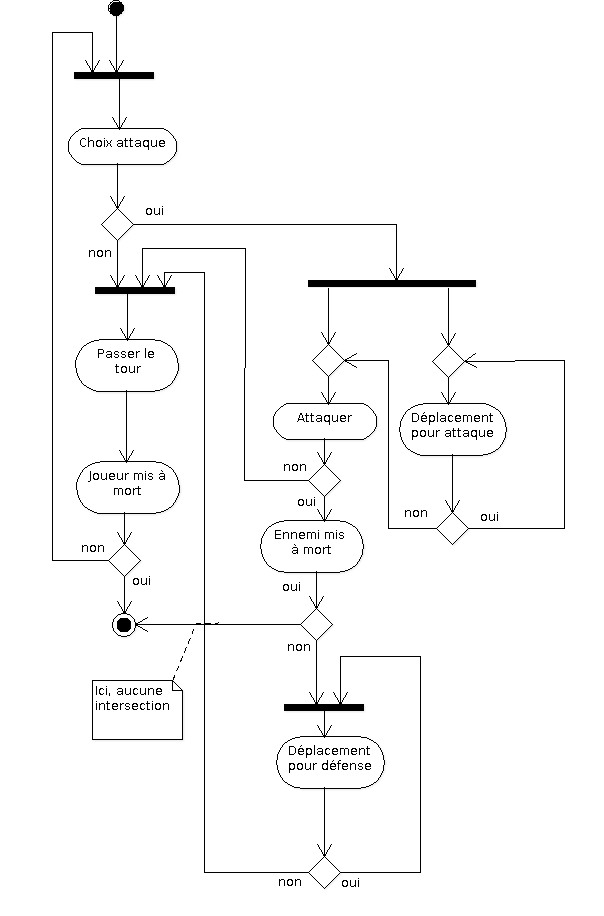 Choix attaque
oui
non
Passer le
tour
Attaquer
Déplacement
pour attaque
non
Joueur mis à
mort
oui
non
oui
Ennemi mis
à mort
non
oui
oui
non
Ici, aucune
intersection
Déplacement
pour défense
non
oui